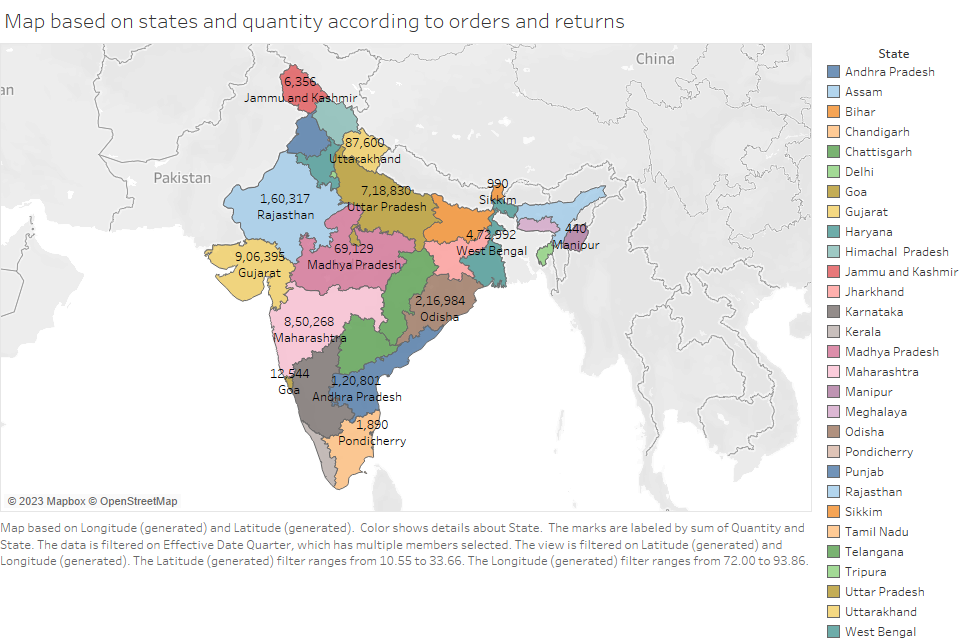 Map based on states and quantity according to orders and returns
China
an
Pakistan
6,356
Jammu and Kashmir
87,600
Uttarakhand
1,60,317
Rajasthan
7,18,830
Uttar Pradesh
990
Sikkim
440
Manipur
4,72,992
West Bengal
9,06,395
Gujarat
69,129
Madhya Pradesh
2,16,984
Odisha
8,50,268
Maharashtra
12,544
Goa
1,20,801
Andhra Pradesh
1,890
Pondicherry
© 2023 Mapbox © OpenStreetMap
State
Andhra Pradesh
Assam
Bihar
Chandigarh
Chattisgarh
Delhi
Goa
Gujarat
Haryana
Himachal Pradesh
Jammu and Kashmir
Jharkhand
Karnataka
Kerala
Madhya Pradesh
Maharashtra
Manipur
Meghalaya
Odisha
Pondicherry
Punjab
Rajasthan
Sikkim
Tamil Nadu
Telangana
Tripura
Uttar Pradesh
Uttarakhand
West Bengal
Map based on Longitude (generated) and Latitude (generated). Color shows details about State. The marks are labeled by sum of Quantity and
State. The data is filtered on Effective Date Quarter, which has multiple members selected. The view is filtered on Latitude (generated) and
Longitude (generated). The Latitude (generated) filter ranges from 10.55 to 33.66. The Longitude (generated) filter ranges from 72.00 to 93.86.